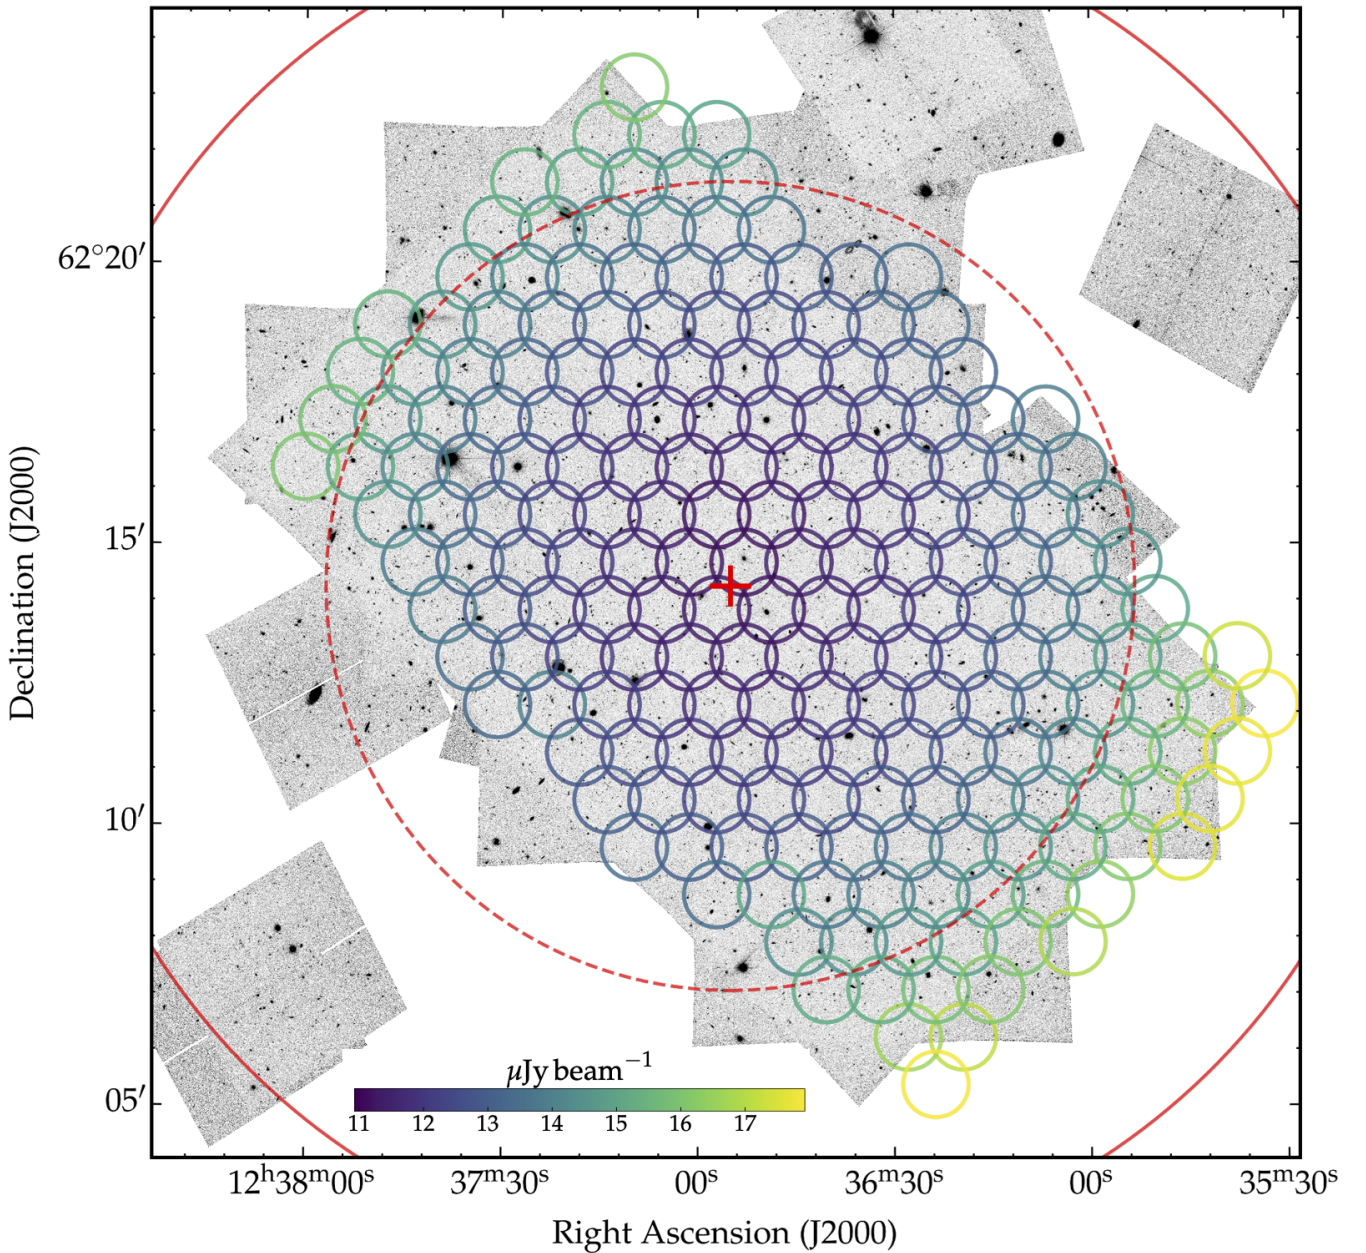 Declination (J2000)
62°20′
15′
10′
05′
μJy beam⁻¹
11 12 13 14 15 16 17
12ʰ38ᵐ00ˢ 37ᵐ30ˢ 00ˢ 36ᵐ30ˢ 00ˢ 35ᵐ30ˢ
Right Ascension (J2000)